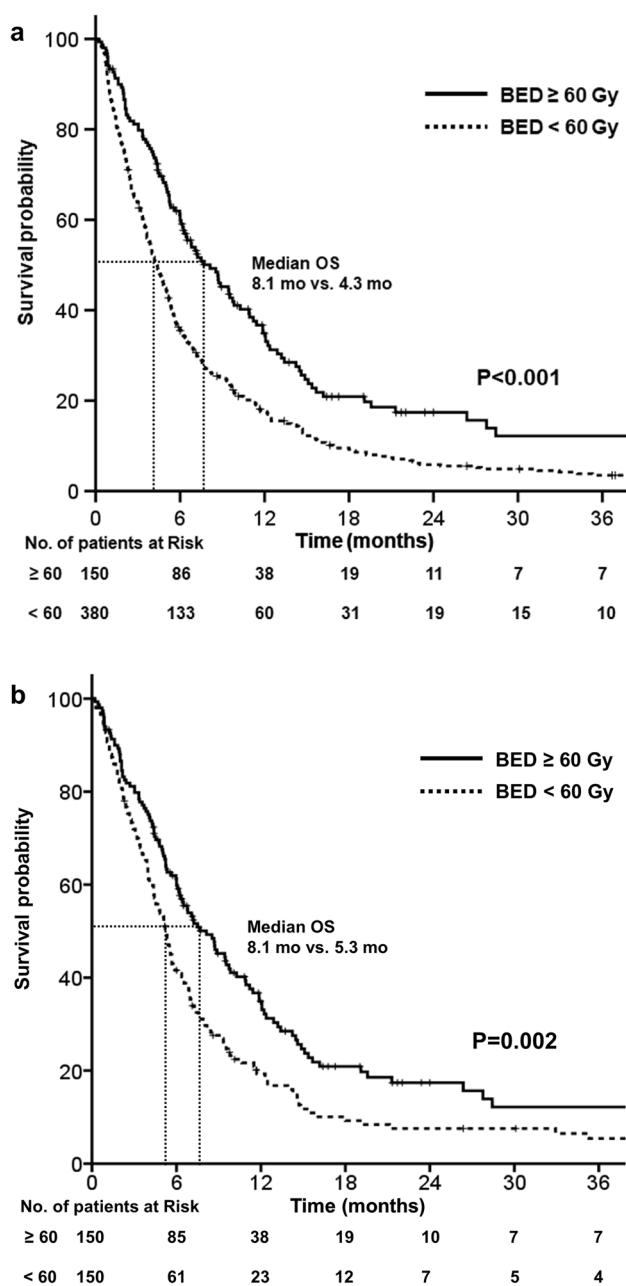 a
100
80
60
40
20
0
Survival probability
BED ≥ 60 Gy
BED < 60 Gy
Median OS
8.1 mo vs. 4.3 mo
P<0.001
0 6 12 18 24 30 36
No. of patients at Risk Time (months)
≥ 60 150 86 38 19 11 7 7
< 60 380 133 60 31 19 15 10
b
100
80
60
40
20
0
Survival probability
BED ≥ 60 Gy
BED < 60 Gy
Median OS
8.1 mo vs. 5.3 mo
P=0.002
0 6 12 18 24 30 36
No. of patients at Risk Time (months)
≥ 60 150 85 38 19 10 7 7
< 60 150 61 23 12 7 5 4